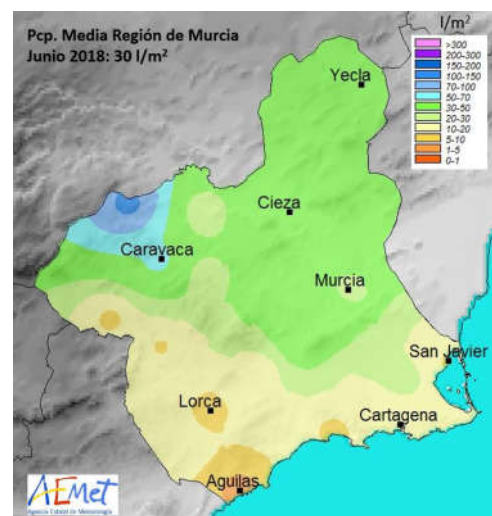 Pcp. Media Región de Murcia
Junio 2018: 30 l/m²
l/m²
>300
200-300
150-200
100-150
70-100
50-70
30-50
20-30
10-20
5-10
1-5
0-1
Yecla
Cieza
Caravaca
Murcia
San Javier
Lorca
Cartagena
Aguilas
AEMet
Agencia Estatal de Meteorología